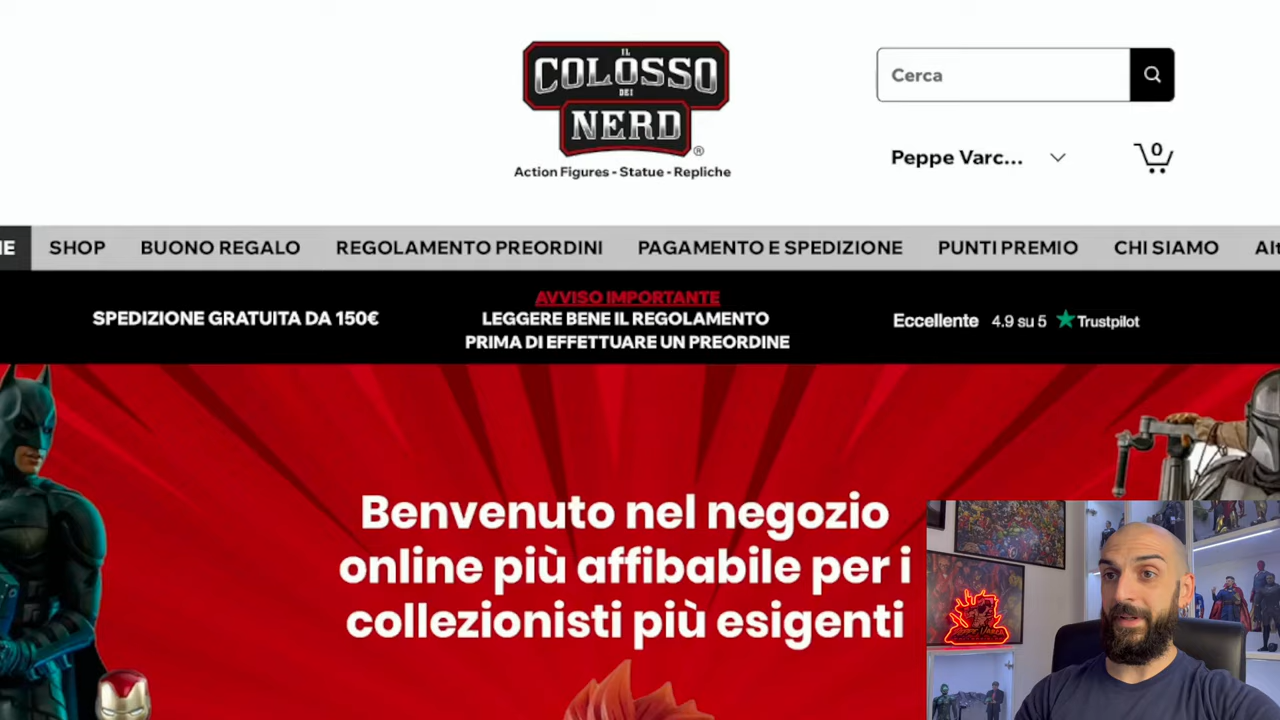 IL
COLOSSO
DEI
NERD
®
Action Figures - Statue - Repliche
Cerca
Peppe Varc...
0
SHOP
BUONO REGALO
REGOLAMENTO PREORDINI
PAGAMENTO E SPEDIZIONE
PUNTI PREMIO
CHI SIAMO
SPEDIZIONE GRATUITA DA 150€
AVVISO IMPORTANTE
LEGGERE BENE IL REGOLAMENTO
PRIMA DI EFFETTUARE UN PREORDINE
Eccellente 4.9 su 5 Trustpilot
Benvenuto nel negozio
online più affibabile per i
collezionisti più esigenti